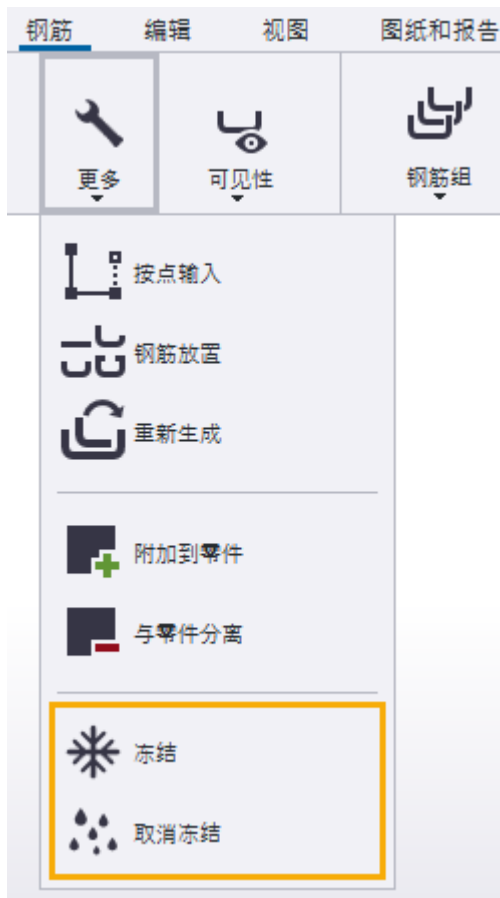 钢筋 编辑 视图 图纸和报告
更多 可见性 钢筋组
按点输入
钢筋放置
重新生成
附加到零件
与零件分离
冻结
取消冻结